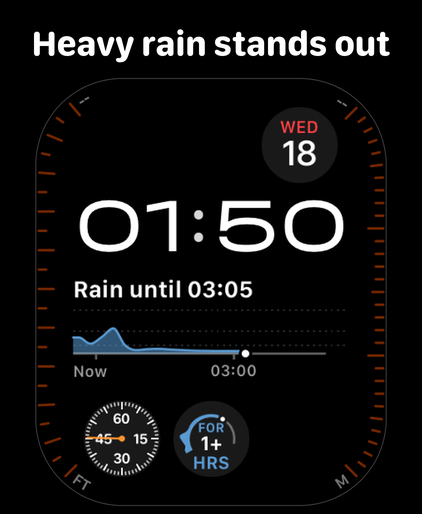 Heavy rain stands out
-- --
WED
18
01:50
Rain until 03:05
Now 03:00
60
45 15
30
FOR
1+
HRS
FT M